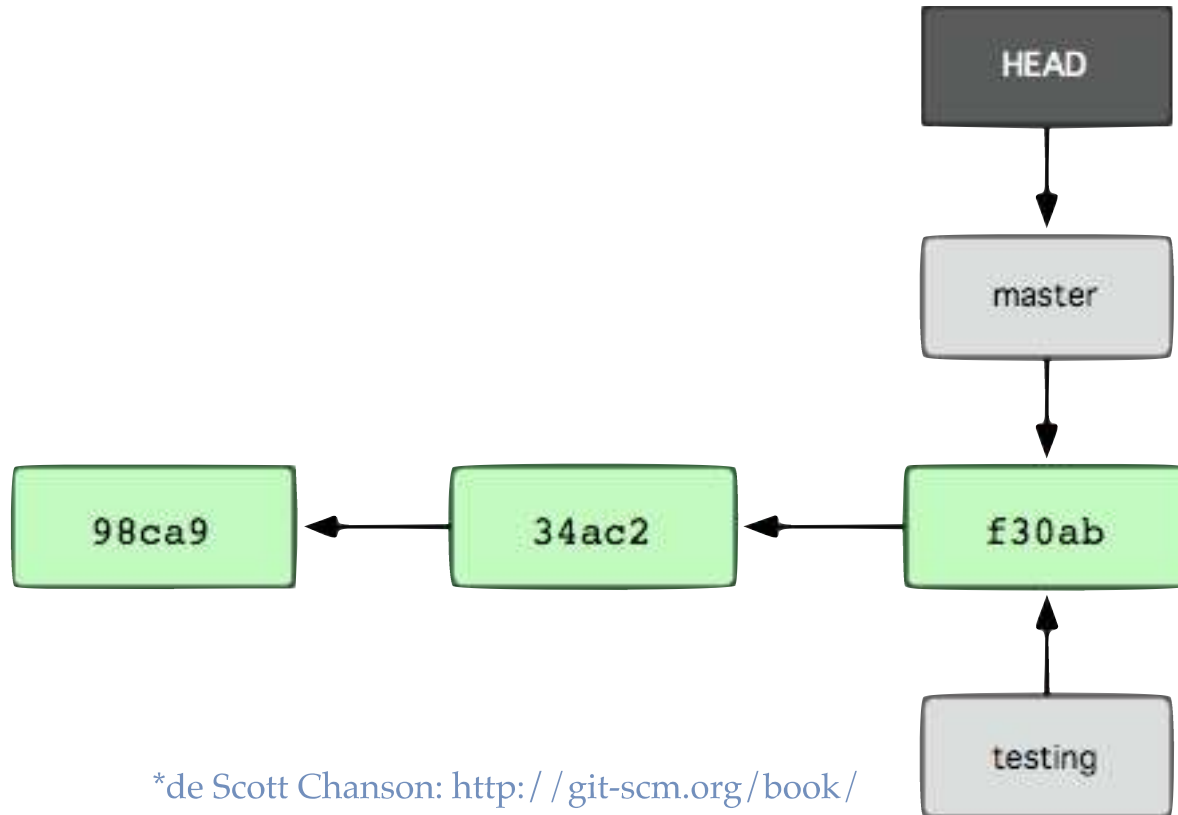 HEAD
master
98ca9 34ac2 f30ab
testing
*de Scott Chanson: http://git-scm.org/book/